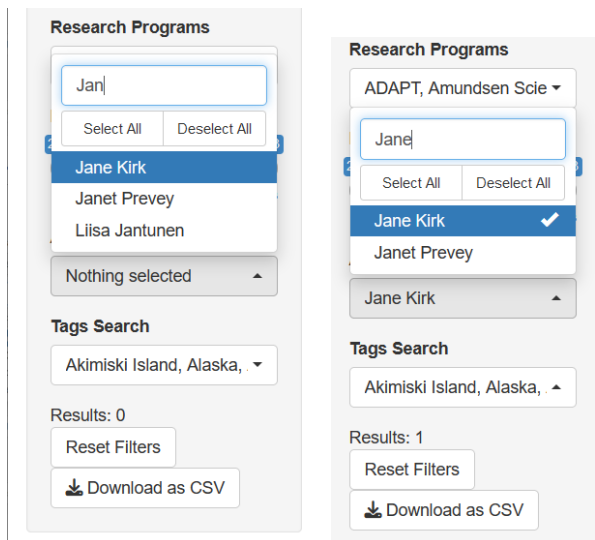 Research Programs
Jan
Select All
Deselect All
Jane Kirk
Janet Prevey
Liisa Jantunen
Nothing selected
Tags Search
Akimiski Island, Alaska, .
Results: 0
Reset Filters
Download as CSV
Research Programs
ADAPT, Amundsen Scie
Jane
Select All
Deselect All
Jane Kirk
Janet Prevey
Jane Kirk
Tags Search
Akimiski Island, Alaska, .
Results: 1
Reset Filters
Download as CSV